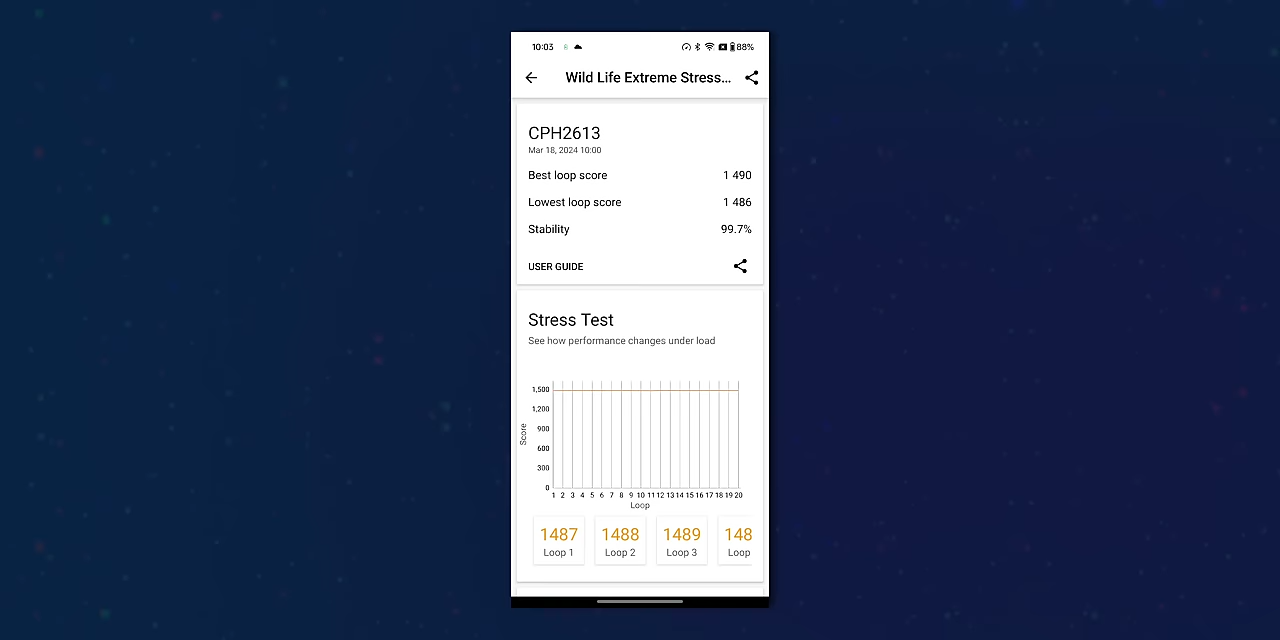 10:03 88%
Wild Life Extreme Stress...
CPH2613
Mar 18, 2024 10:00
Best loop score 1 490
Lowest loop score 1 486
Stability 99.7%
USER GUIDE
Stress Test
See how performance changes under load
1,500
1,200
900
600
300
0
Score
1 2 3 4 5 6 7 8 9 10 11 12 13 14 15 16 17 18 19 20
Loop
1487 1488 1489 148
Loop 1 Loop 2 Loop 3 Loop